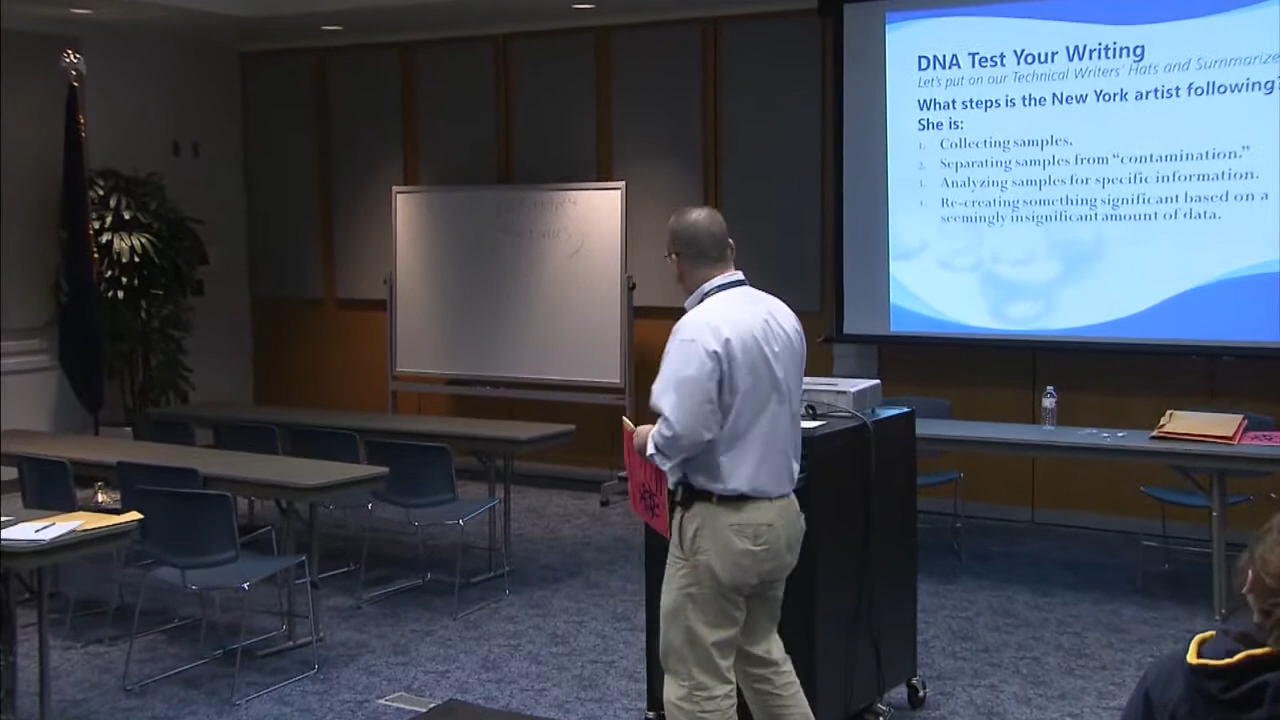 DNA Test Your Writing
Let's put on our Technical Writers' Hats and Summarize
What steps is the New York artist following?
She is:
1. Collecting samples.
2. Separating samples from "contamination."
3. Analyzing samples for specific information.
4. Re-creating something significant based on a
seemingly insignificant amount of data.